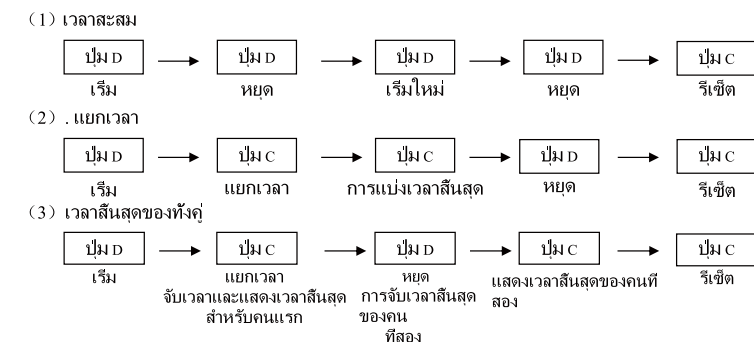 (1) เวลาสะสม
ปุ่ม D ปุ่ม D ปุ่ม D ปุ่ม D ปุ่ม C
เริ่ม หยุด เริ่มใหม่ หยุด รีเซ็ต
(2) . แยกเวลา
ปุ่ม D ปุ่ม C ปุ่ม C ปุ่ม D ปุ่ม C
เริ่ม แยกเวลา การแบ่งเวลาสิ้นสุด หยุด รีเซ็ต
(3) เวลาสิ้นสุดของทั้งคู่
ปุ่ม D ปุ่ม C ปุ่ม D ปุ่ม C ปุ่ม C
เริ่ม แยกเวลา หยุด แสดงเวลาสิ้นสุดของคนที่ รีเซ็ต
จับเวลาและแสดงเวลาสิ้นสุด การจับเวลาสิ้นสุด สอง
สำหรับคนแรก ของคน
ที่สอง